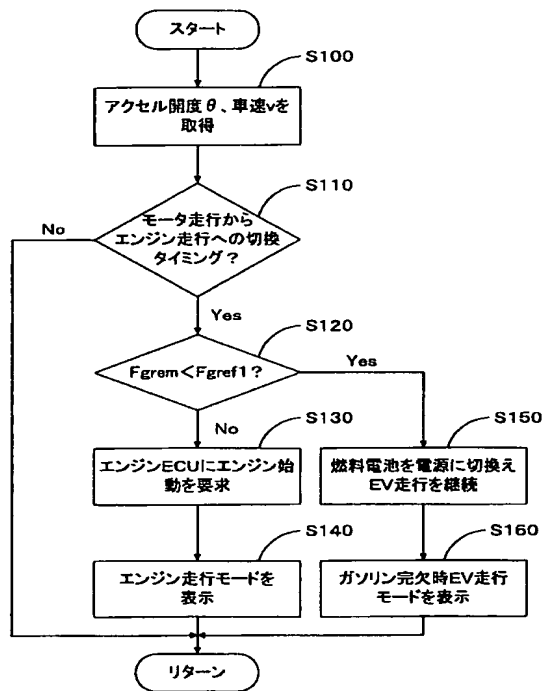 スタート
S100
アクセル開度θ、車速vを
取得
S110
モータ走行から
エンジン走行への切換
タイミング？
No
Yes
S120
Fgrem＜Fgref1？
Yes
No
S130
エンジンECUにエンジン始
動を要求
S150
燃料電池を電源に切換え
EV走行を継続
S140
エンジン走行モードを
表示
S160
ガソリン完欠時EV走行
モードを表示
リターン